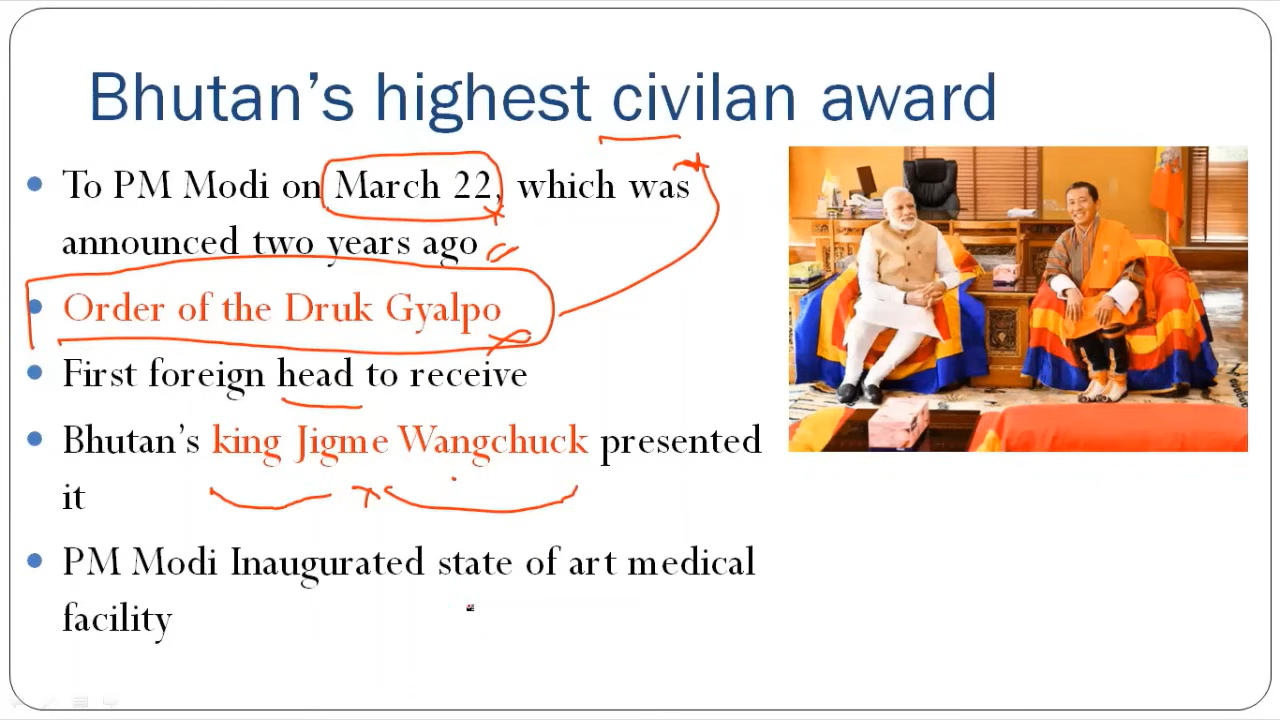 Bhutan’s highest civilan award
To PM Modi on March 22, which was
announced two years ago
Order of the Druk Gyalpo
First foreign head to receive
Bhutan’s king Jigme Wangchuck presented
it
PM Modi Inaugurated state of art medical
facility